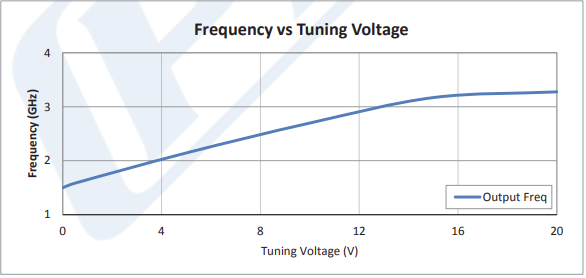 Frequency vs Tuning Voltage
Frequency (GHz)
4
3
2
1
Output Freq
0 4 8 12 16 20
Tuning Voltage (V)